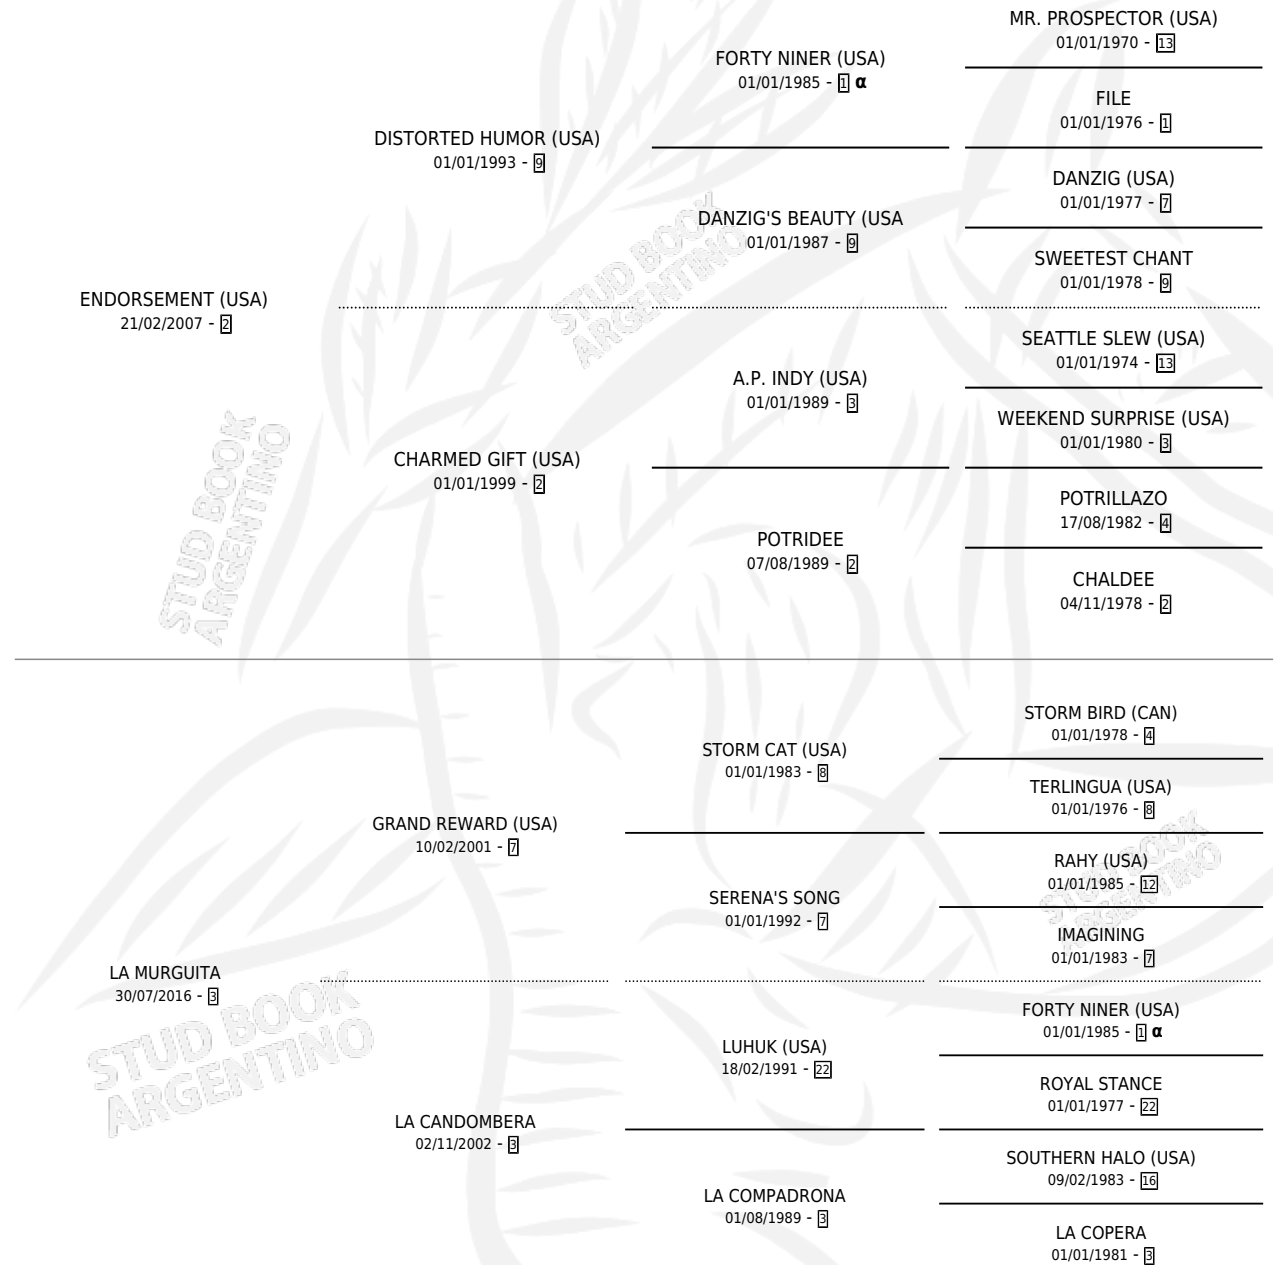 MR. PROSPECTOR (USA)
01/01/1970 - 13
FORTY NINER (USA)
01/01/1985 - 1 α
FILE
01/01/1976 - 1
DISTORTED HUMOR (USA)
01/01/1993 - 9
DANZIG (USA)
01/01/1977 - 7
DANZIG'S BEAUTY (USA
01/01/1987 - 9
SWEETEST CHANT
01/01/1978 - 9
ENDORSEMENT (USA)
21/02/2007 - 2
SEATTLE SLEW (USA)
01/01/1974 - 13
A.P. INDY (USA)
01/01/1989 - 3
WEEKEND SURPRISE (USA)
01/01/1980 - 3
CHARMED GIFT (USA)
01/01/1999 - 2
POTRILLAZO
17/08/1982 - 4
POTRIDEE
07/08/1989 - 2
CHALDEE
04/11/1978 - 2
STUD BOOK
ARGENTINO
STUD BOOK
ARGENTINO
STORM BIRD (CAN)
01/01/1978 - 4
STORM CAT (USA)
01/01/1983 - 8
TERLINGUA (USA)
01/01/1976 - 8
GRAND REWARD (USA)
10/02/2001 - 7
RAHY (USA)
01/01/1985 - 12
SERENA'S SONG
01/01/1992 - 7
IMAGINING
01/01/1983 - 7
LA MURGUITA
30/07/2016 - 3
FORTY NINER (USA)
01/01/1985 - 1 α
LUHUK (USA)
18/02/1991 - 22
ROYAL STANCE
01/01/1977 - 22
LA CANDOMBERA
02/11/2002 - 3
SOUTHERN HALO (USA)
09/02/1983 - 16
LA COMPADRONA
01/08/1989 - 3
LA COPERA
01/01/1981 - 3
STUD BOOK
ARGENTINO
STUD BOOK
ARGENTINO